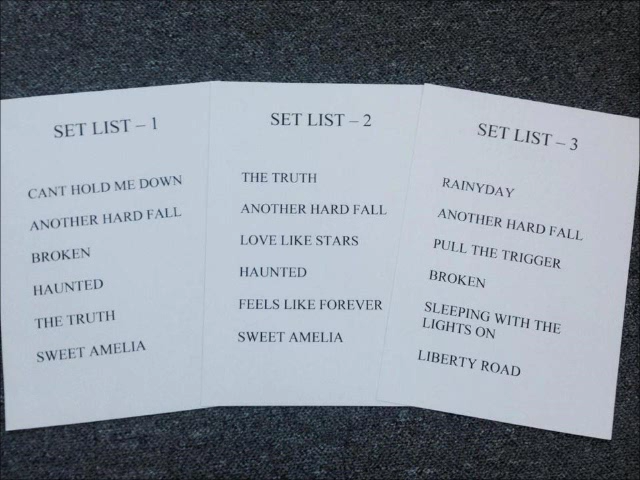 SET LIST – 1
CANT HOLD ME DOWN
ANOTHER HARD FALL
BROKEN
HAUNTED
THE TRUTH
SWEET AMELIA
SET LIST – 2
THE TRUTH
ANOTHER HARD FALL
LOVE LIKE STARS
HAUNTED
FEELS LIKE FOREVER
SWEET AMELIA
SET LIST – 3
RAINYDAY
ANOTHER HARD FALL
PULL THE TRIGGER
BROKEN
SLEEPING WITH THE
LIGHTS ON
LIBERTY ROAD